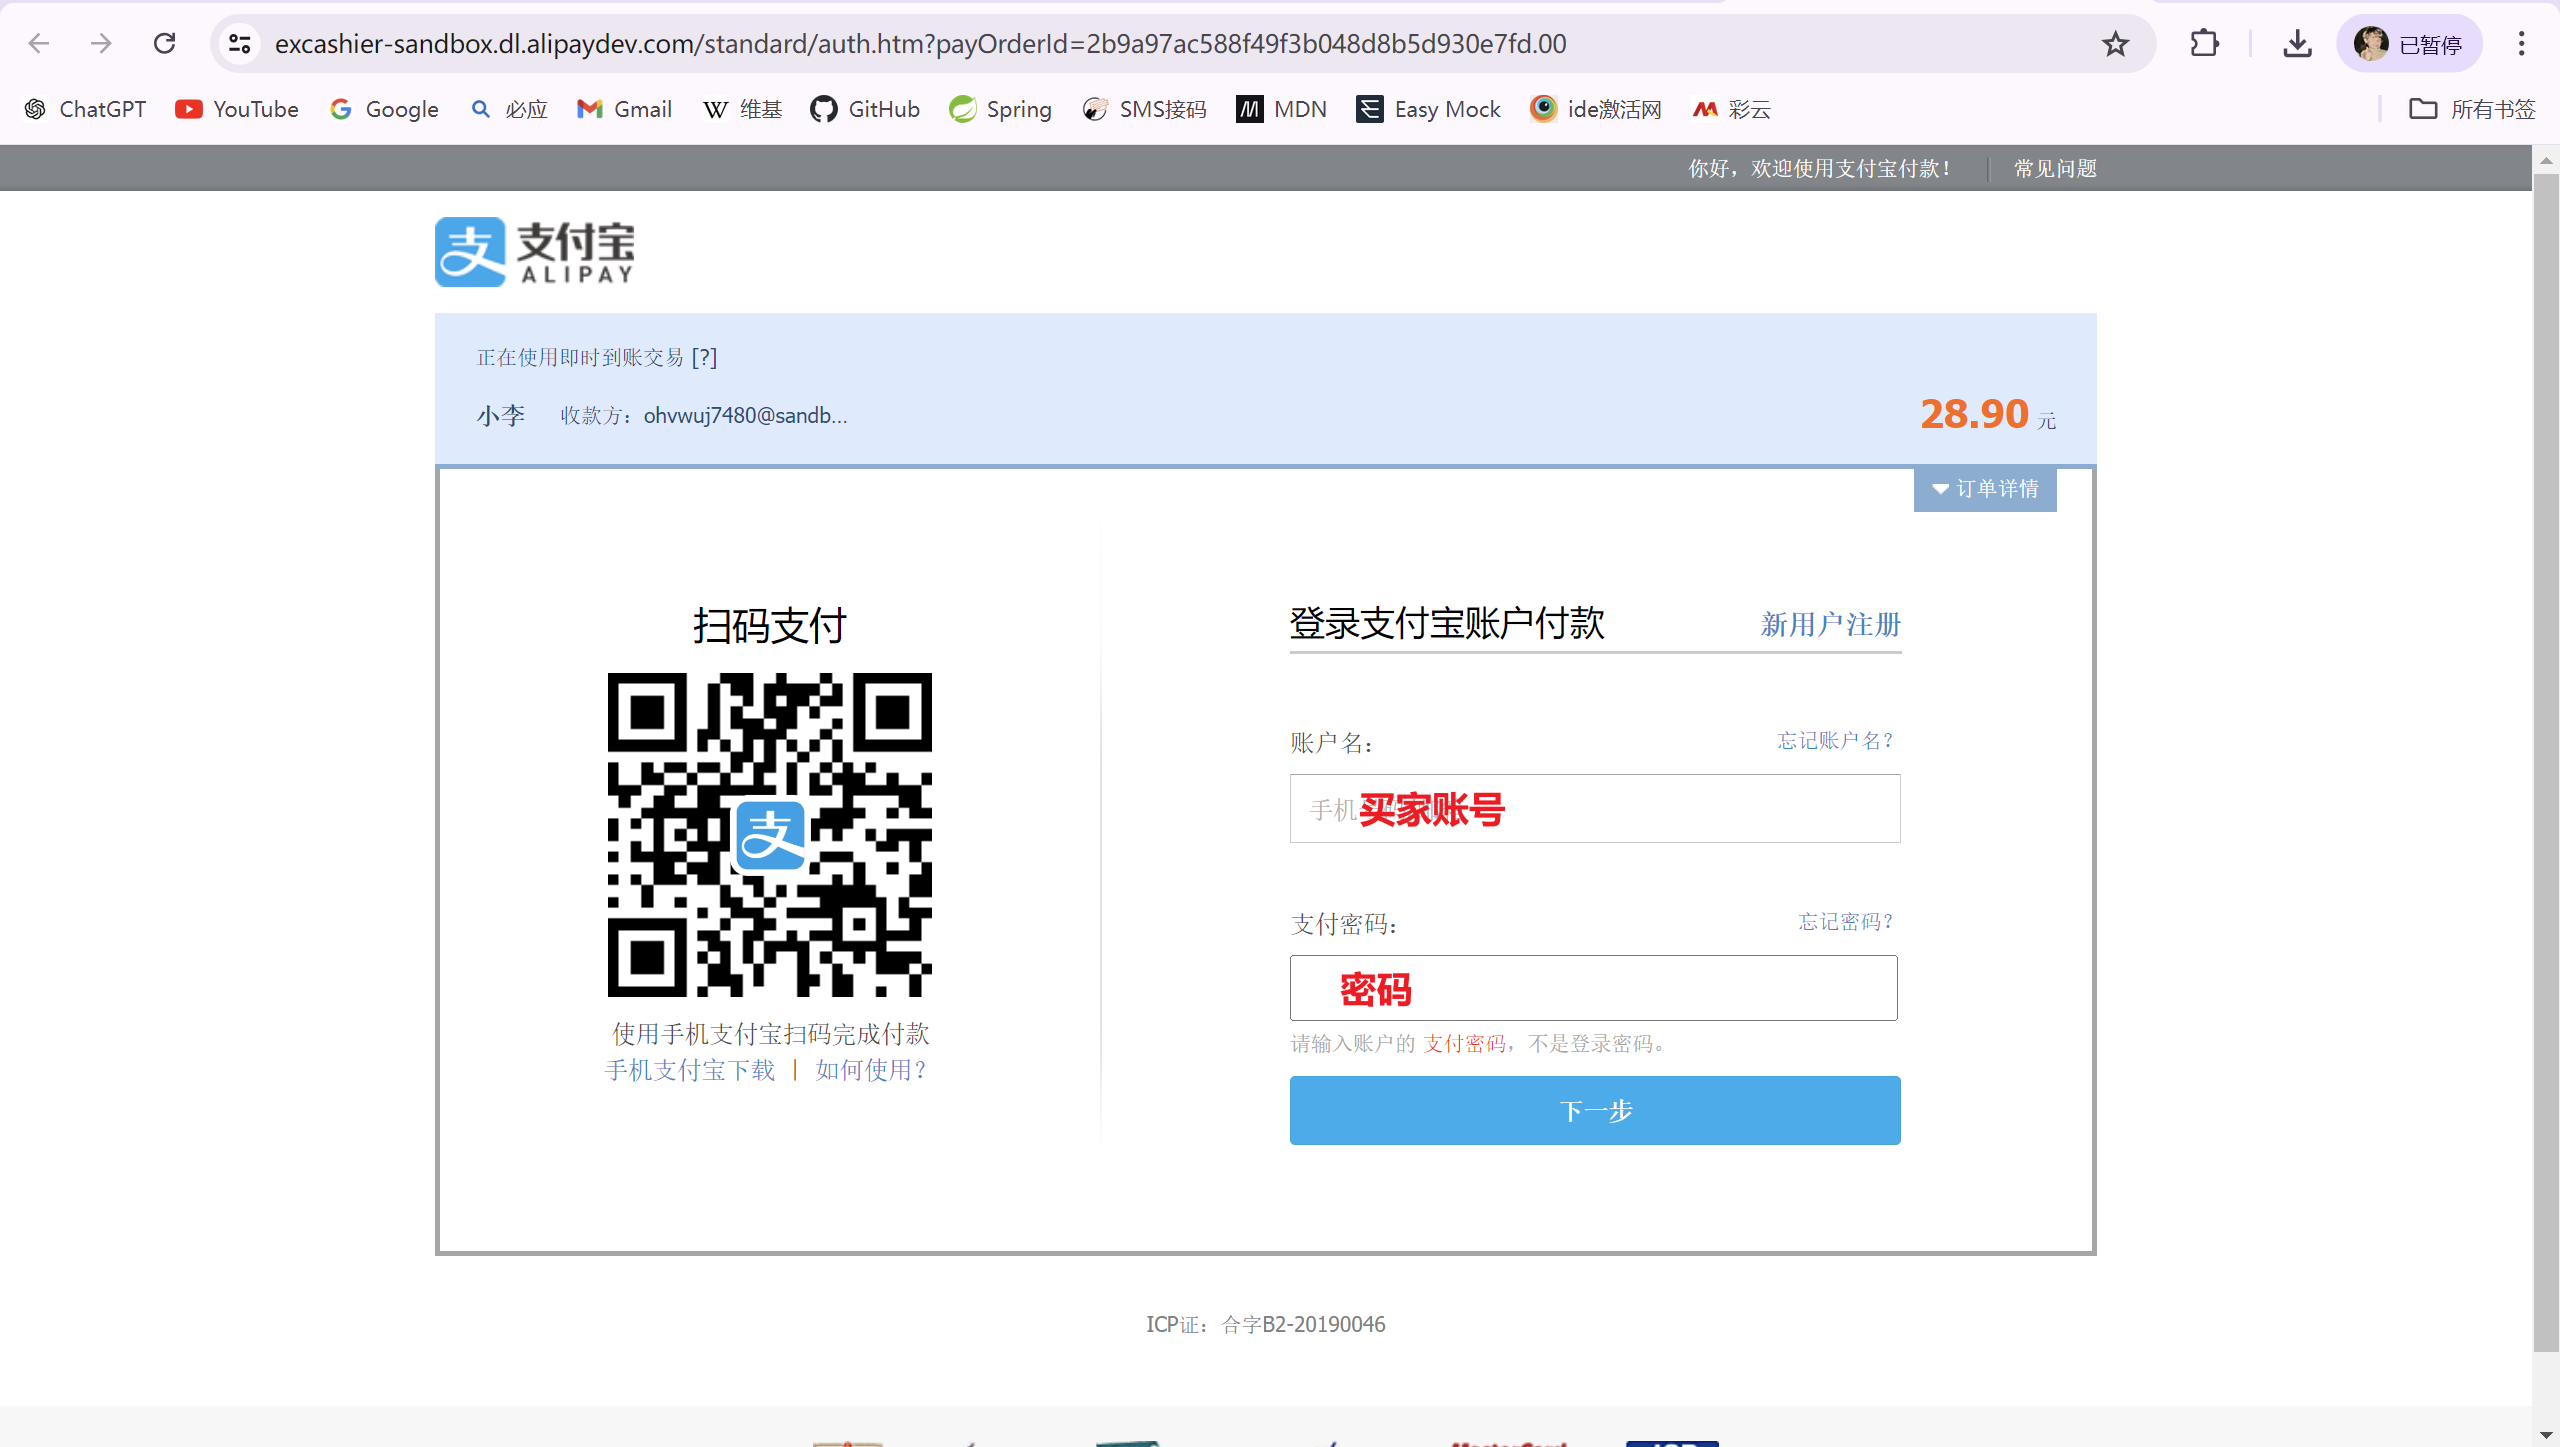 excashier-sandbox.dl.alipaydev.com/standard/auth.htm?payOrderId=2b9a97ac588f49f3b048d8b5d930e7fd.00
已暂停
ChatGPT
YouTube
Google
必应
Gmail
W 维基
GitHub
Spring
SMS接码
MDN
Easy Mock
ide激活网
彩云
所有书签
你好，欢迎使用支付宝付款！
常见问题
支 支付宝
ALIPAY
正在使用即时到账交易 [?]
小李 收款方：ohvwuj7480@sandb...
28.90 元
订单详情
扫码支付
支
使用手机支付宝扫码完成付款
手机支付宝下载 | 如何使用？
登录支付宝账户付款
新用户注册
账户名：
忘记账户名？
手机
买家账号
支付密码：
忘记密码？
密码
请输入账户的 支付密码，不是登录密码。
下一步
ICP证：合字B2-20190046